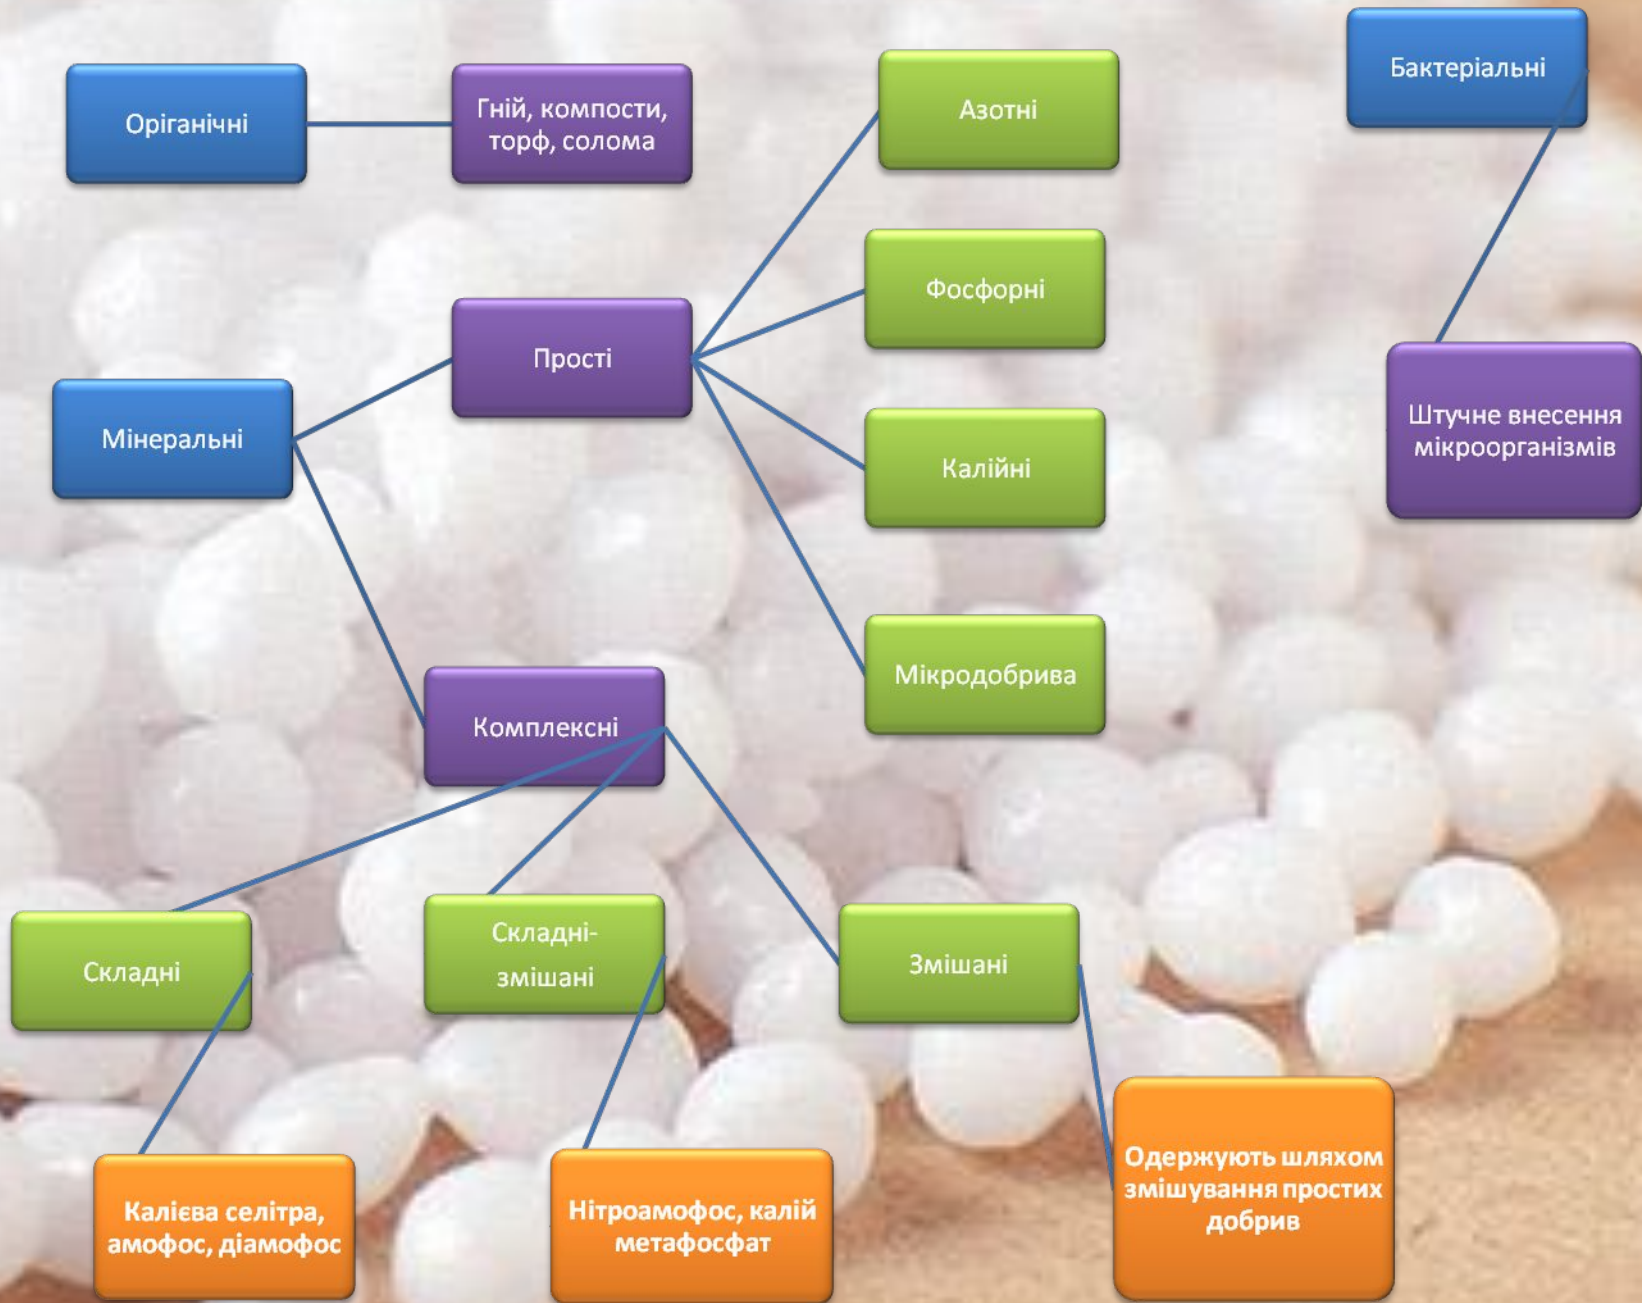 Оріганічні
Гній, компости,
торф, солома
Азотні
Бактеріальні
Фосфорні
Прості
Мінеральні
Калійні
Штучне внесення
мікроорганізмів
Мікродобрива
Комплексні
Складні
Складні-
змішані
Змішані
Калієва селітра,
амофос, діамофос
Нітроамофос, калій
метафосфат
Одержують шляхом
змішування простих
добрив